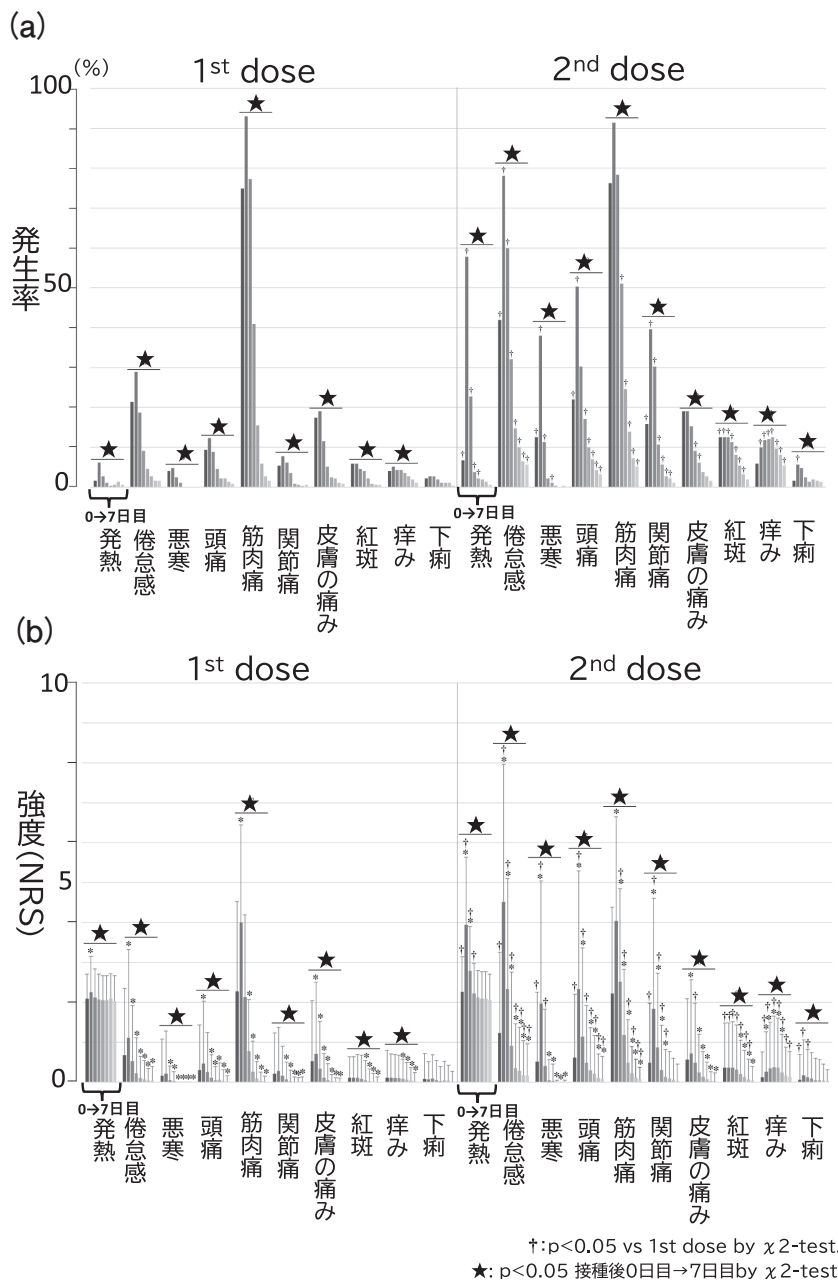 (a)
(%)
1st dose
2nd dose
100
50
0
発生率
0→7日目
発熱
倦怠感
悪寒
頭痛
筋肉痛
関節痛
皮膚の痛み
紅斑
痒み
下痢
0→7日目
発熱
倦怠感
悪寒
頭痛
筋肉痛
関節痛
皮膚の痛み
紅斑
痒み
下痢
(b)
1st dose
2nd dose
10
5
0
強度(NRS)
0→7日目
発熱
倦怠感
悪寒
頭痛
筋肉痛
関節痛
皮膚の痛み
紅斑
痒み
下痢
0→7日目
発熱
倦怠感
悪寒
頭痛
筋肉痛
関節痛
皮膚の痛み
紅斑
痒み
下痢
†:p<0.05 vs 1st dose by χ2-test.
★: p<0.05 接種後0日目→7日目by χ2-test